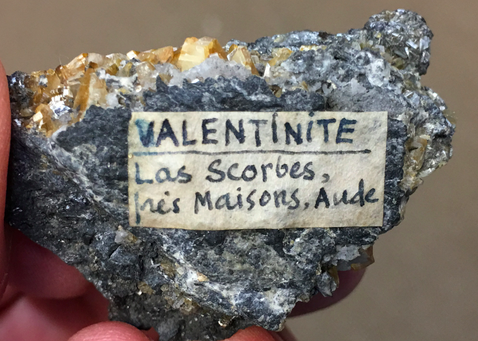 VALENTINITE
Las Scorbes,
près Maisons, Aude